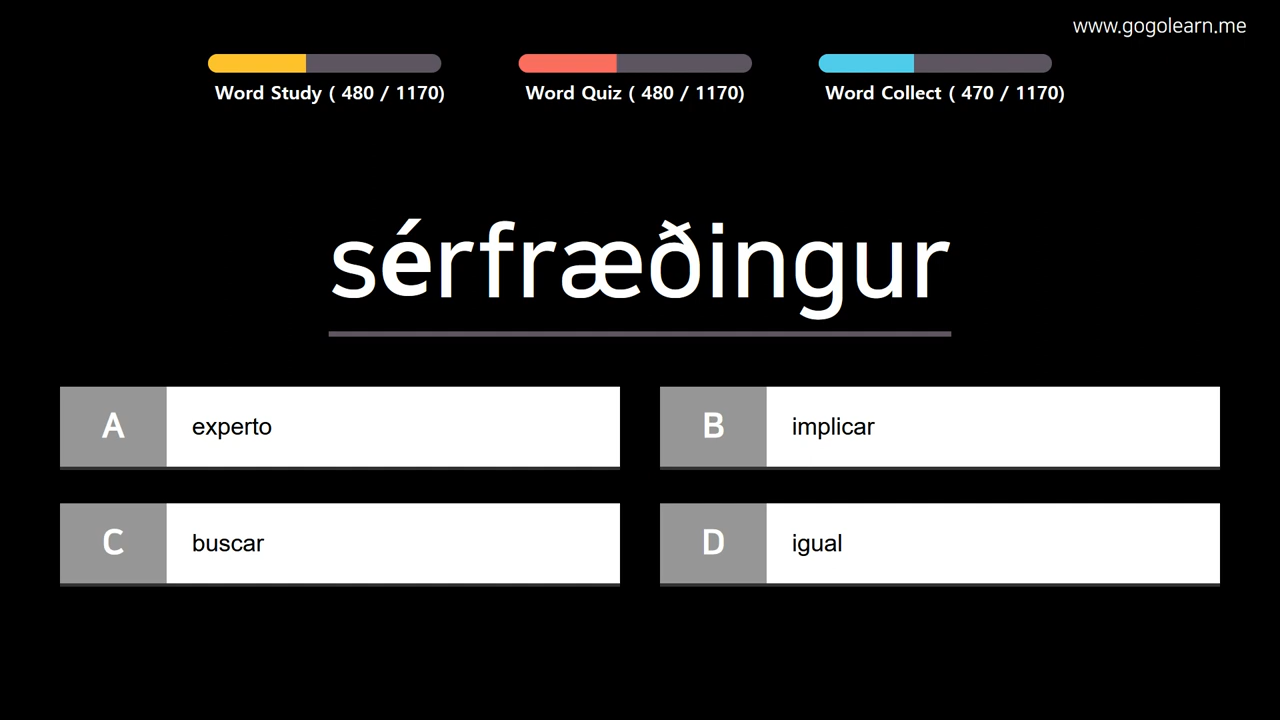 www.gogolearn.me
Word Study ( 480 / 1170)
Word Quiz ( 480 / 1170)
Word Collect ( 470 / 1170)
sérfræðingur
A experto
B implicar
C buscar
D igual